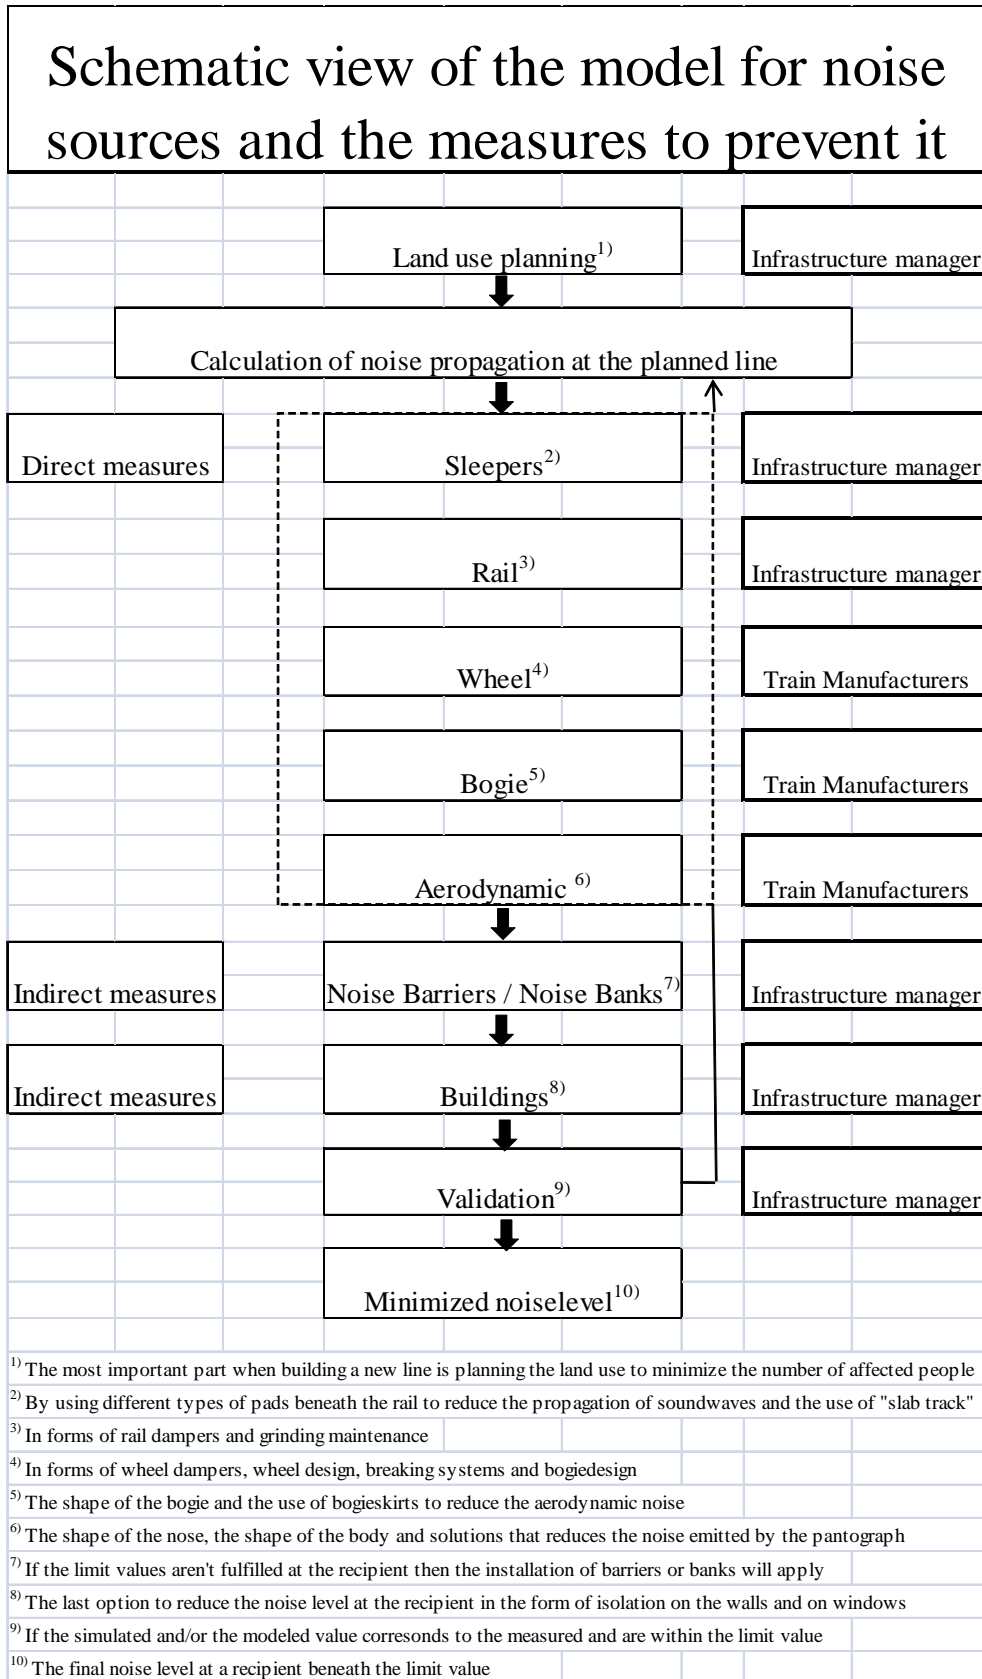 Schematic view of the model for noise
sources and the measures to prevent it
Land use planning1)
Infrastructure manager
Calculation of noise propagation at the planned line
Direct measures
Sleepers2)
Infrastructure manager
Rail3)
Infrastructure manager
Wheel4)
Train Manufacturers
Bogie5)
Train Manufacturers
Aerodynamic 6)
Train Manufacturers
Indirect measures
Noise Barriers / Noise Banks7)
Infrastructure manager
Indirect measures
Buildings8)
Infrastructure manager
Validation9)
Infrastructure manager
Minimized noiselevel10)
1) The most important part when building a new line is planning the land use to minimize the number of affected people
2) By using different types of pads beneath the rail to reduce the propagation of soundwaves and the use of "slab track"
3) In forms of rail dampers and grinding maintenance
4) In forms of wheel dampers, wheel design, breaking systems and bogiedesign
5) The shape of the bogie and the use of bogieskirts to reduce the aerodynamic noise
6) The shape of the nose, the shape of the body and solutions that reduces the noise emitted by the pantograph
7) If the limit values aren't fulfilled at the recipient then the installation of barriers or banks will apply
8) The last option to reduce the noise level at the recipient in the form of isolation on the walls and on windows
9) If the simulated and/or the modeled value corresonds to the measured and are within the limit value
10) The final noise level at a recipient beneath the limit value